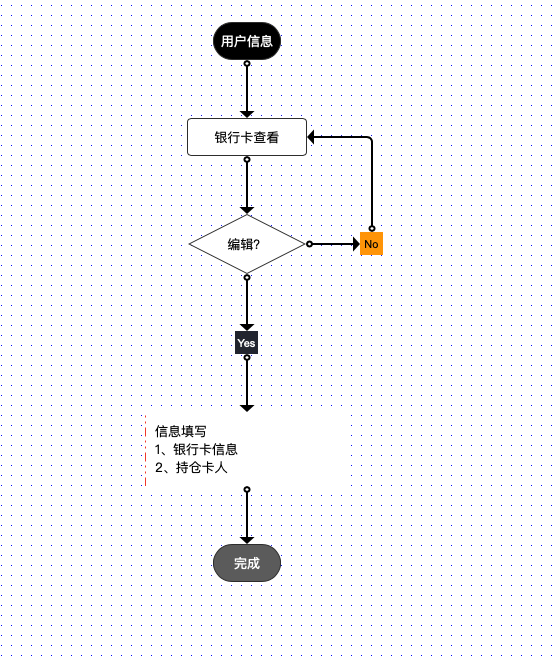 用户信息
银行卡查看
编辑?
No
Yes
信息填写
1、银行卡信息
2、持仓卡人
完成